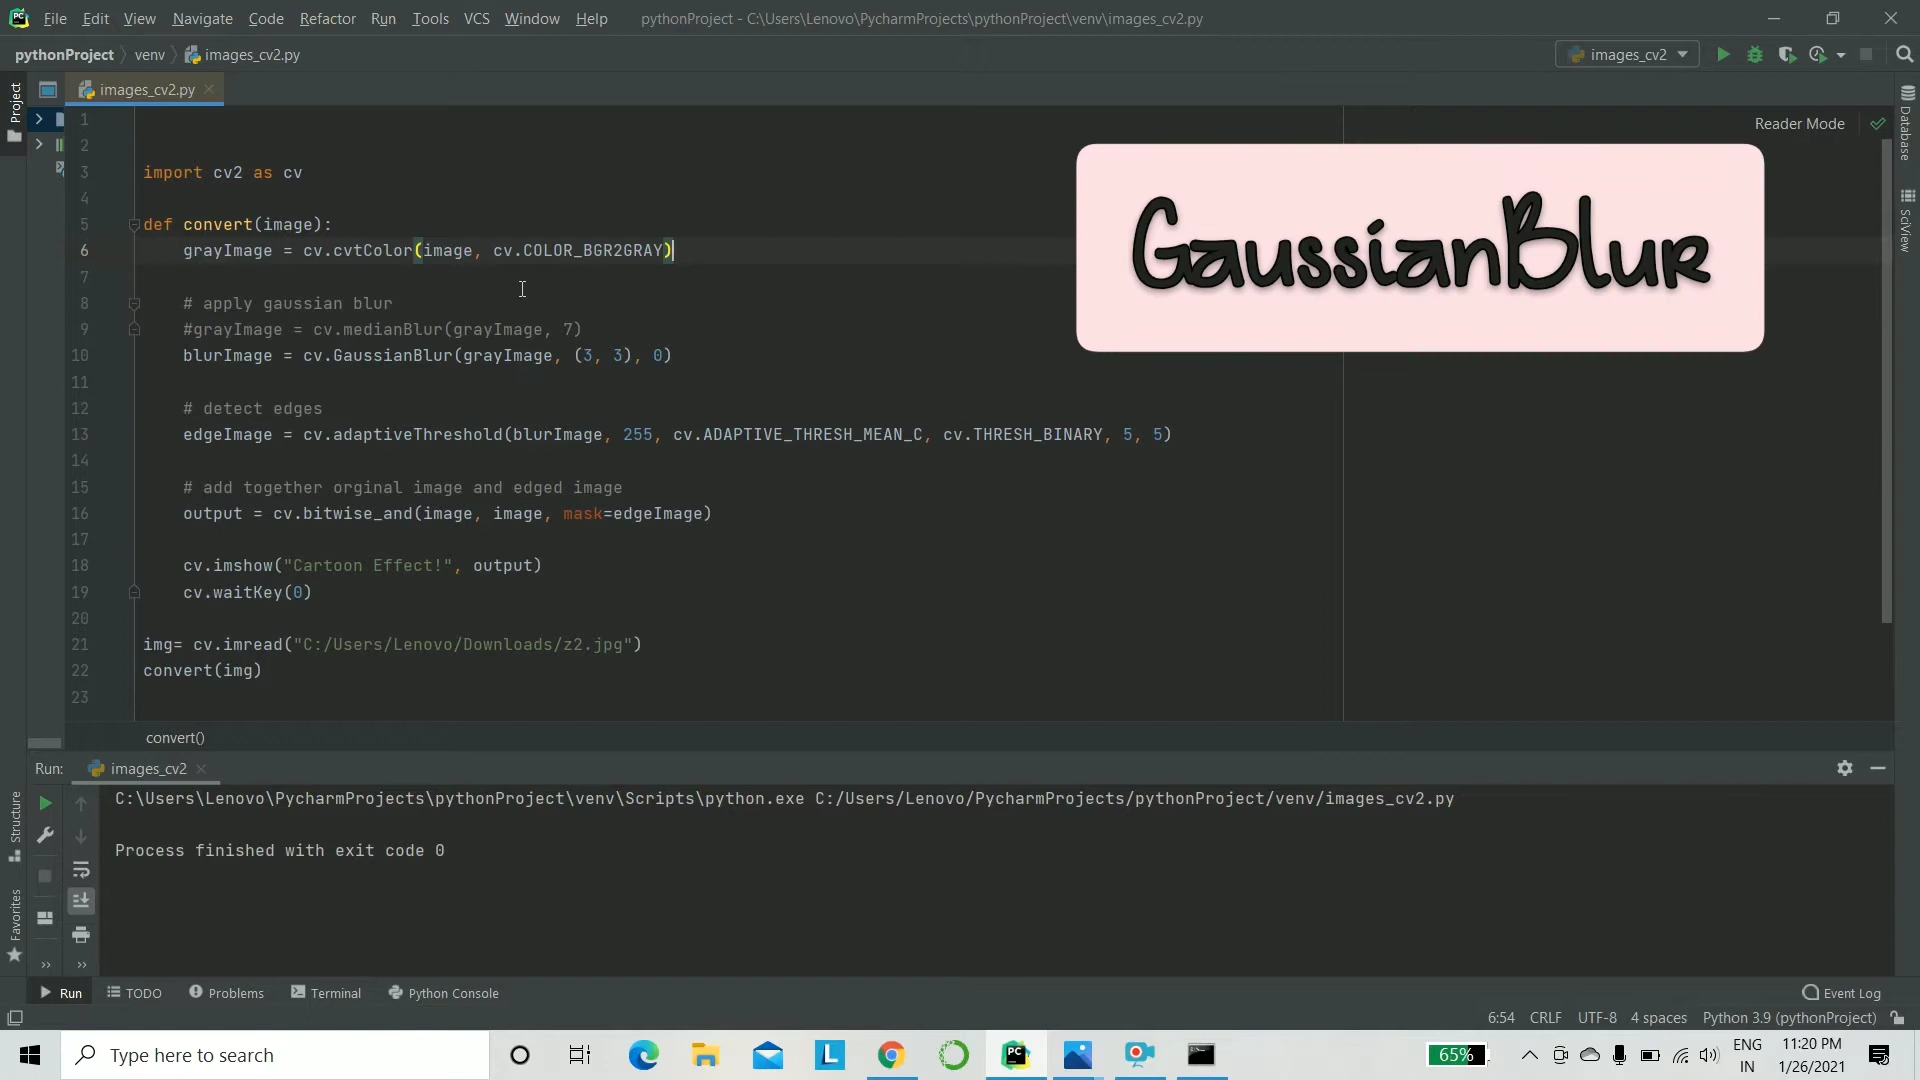 File Edit View Navigate Code Refactor Run Tools VCS Window Help pythonProject - C:\Users\Lenovo\PycharmProjects\pythonProject\venv\images_cv2.py
pythonProject venv images_cv2.py images_cv2
Project
images_cv2.py
Reader Mode
Database
SciView
GaussianBlur
1
2
3 import cv2 as cv
4
5 def convert(image):
6 grayImage = cv.cvtColor(image, cv.COLOR_BGR2GRAY)
7
8 # apply gaussian blur
9 #grayImage = cv.medianBlur(grayImage, 7)
10 blurImage = cv.GaussianBlur(grayImage, (3, 3), 0)
11
12 # detect edges
13 edgeImage = cv.adaptiveThreshold(blurImage, 255, cv.ADAPTIVE_THRESH_MEAN_C, cv.THRESH_BINARY, 5, 5)
14
15 # add together orginal image and edged image
16 output = cv.bitwise_and(image, image, mask=edgeImage)
17
18 cv.imshow("Cartoon Effect!", output)
19 cv.waitKey(0)
20
21 img= cv.imread("C:/Users/Lenovo/Downloads/z2.jpg")
22 convert(img)
23
convert()
Run: images_cv2
C:\Users\Lenovo\PycharmProjects\pythonProject\venv\Scripts\python.exe C:/Users/Lenovo/PycharmProjects/pythonProject/venv/images_cv2.py
Process finished with exit code 0
Structure
Favorites
Run TODO Problems Terminal Python Console Event Log
6:54 CRLF UTF-8 4 spaces Python 3.9 (pythonProject)
Type here to search
L
PC
65%
ENG
IN
11:20 PM
1/26/2021